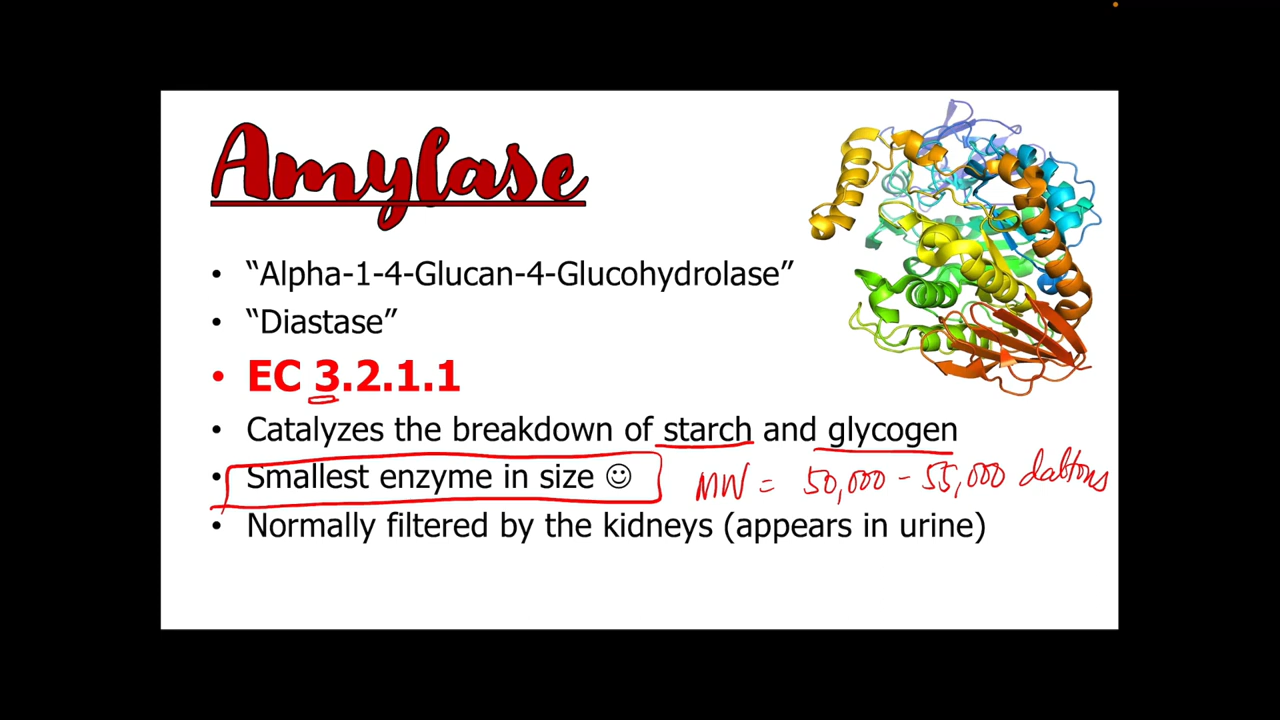 Amylase
• “Alpha-1-4-Glucan-4-Glucohydrolase”
• “Diastase”
• EC 3.2.1.1
• Catalyzes the breakdown of starch and glycogen
• Smallest enzyme in size ☺ MW = 50,000 - 55,000 daltons
• Normally filtered by the kidneys (appears in urine)